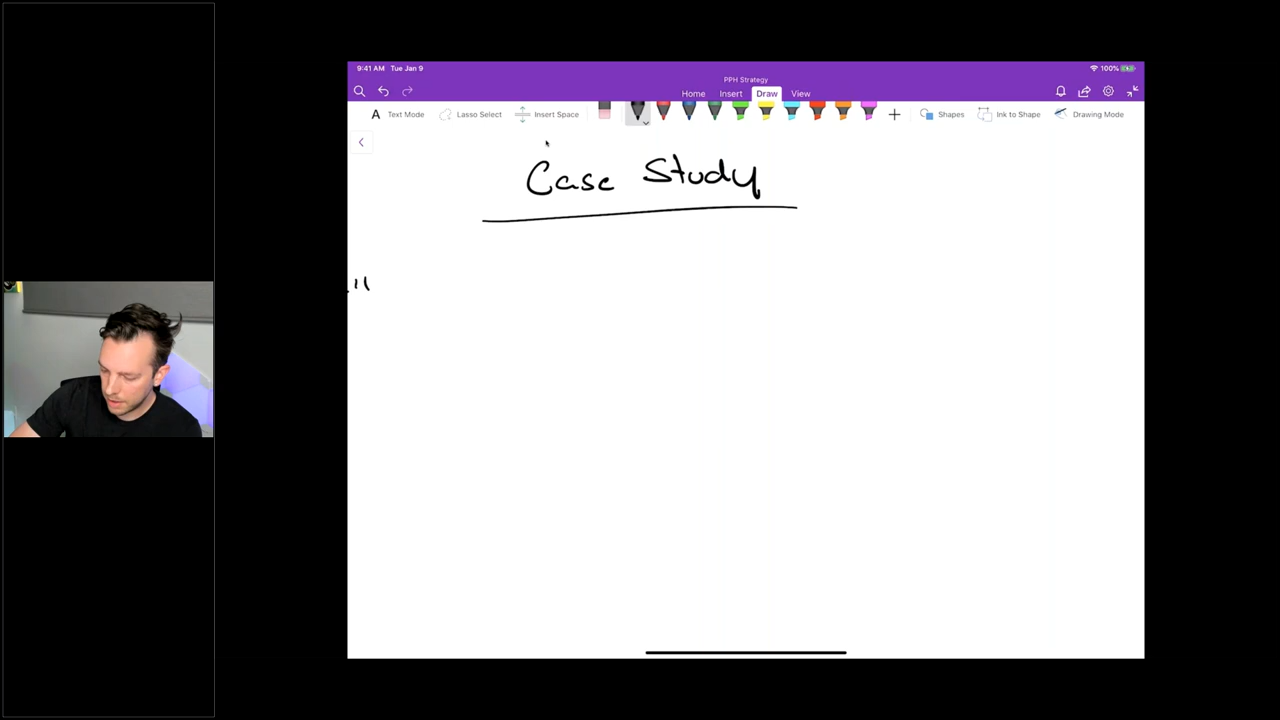 9:41 AM Tue Jan 9
100%
PPH Strategy
Home Insert Draw View
A Text Mode Lasso Select Insert Space Shapes Ink to Shape Drawing Mode
Case Study